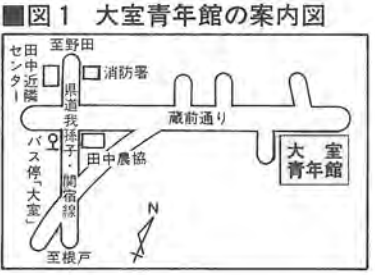 ■図1 大室青年館の案内図
至野田
田中近隣センター
消防署
県道我孫子・関宿線
蔵前通り
バス停「大室」
田中農協
大室
青年館
N
至根戸